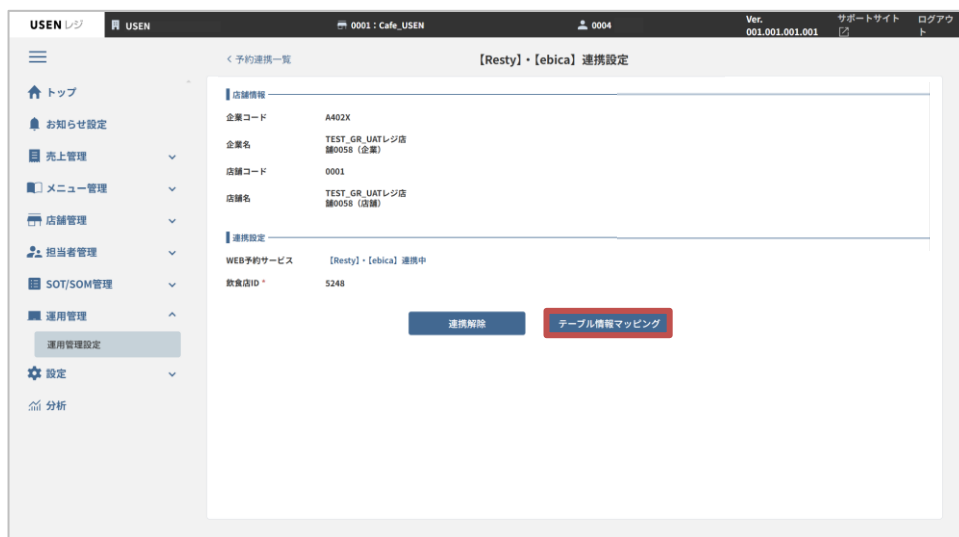 USEN レジ
USEN
0001：Cafe_USEN
0004
Ver.
001.001.001.001
サポートサイト
ログアウ
ト
< 予約連携一覧
【Resty】・【ebica】連携設定
トップ
お知らせ設定
売上管理
メニュー管理
店舗管理
担当者管理
SOT/SOM管理
運用管理
運用管理設定
設定
分析
店舗情報
企業コード A402X
企業名 TEST_GR_UATレジ店
舗0058（企業）
店舗コード 0001
店舗名 TEST_GR_UATレジ店
舗0058（店舗）
連携設定
WEB予約サービス 【Resty】・【ebica】連携中
飲食店ID * 5248
連携解除
テーブル情報マッピング